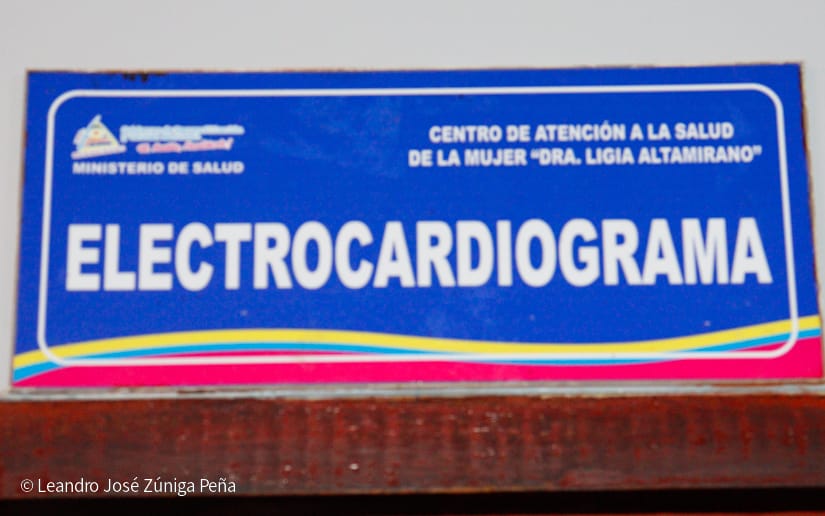 MINISTERIO DE SALUD
CENTRO DE ATENCIÓN A LA SALUD
DE LA MUJER “DRA. LIGIA ALTAMIRANO”
ELECTROCARDIOGRAMA
© Leandro José Zúniga Peña